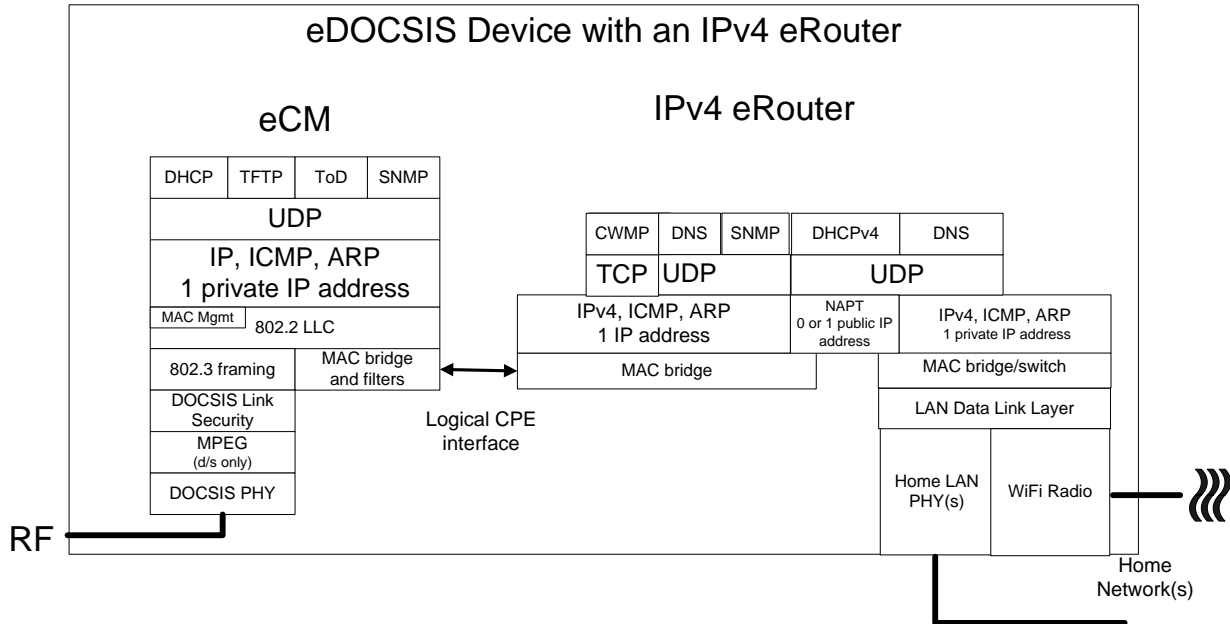 eDOCSIS Device with an IPv4 eRouter
eCM
IPv4 eRouter
DHCP
TFTP
ToD
SNMP
UDP
IP, ICMP, ARP
1 private IP address
MAC Mgmt
802.2 LLC
802.3 framing
MAC bridge
and filters
DOCSIS Link
Security
MPEG
(d/s only)
DOCSIS PHY
RF
Logical CPE
interface
CWMP
DNS
SNMP
DHCPv4
DNS
TCP
UDP
UDP
IPv4, ICMP, ARP
1 IP address
NAPT
0 or 1 public IP
address
IPv4, ICMP, ARP
1 private IP address
MAC bridge
MAC bridge/switch
LAN Data Link Layer
Home LAN
PHY(s)
WiFi Radio
Home
Network(s)